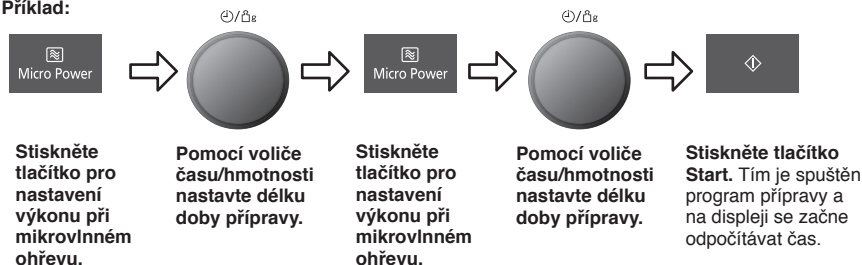 Příklad:
Micro Power
Micro Power
Stiskněte
tlačítko pro
nastavení
výkonu při
mikrovlnném
ohřevu.
Pomocí voliče
času/hmotnosti
nastavte délku
doby přípravy.
Stiskněte
tlačítko pro
nastavení
výkonu při
mikrovlnném
ohřevu.
Pomocí voliče
času/hmotnosti
nastavte délku
doby přípravy.
Stiskněte tlačítko
Start. Tím je spuštěn
program přípravy a
na displeji se začne
odpočítávat čas.